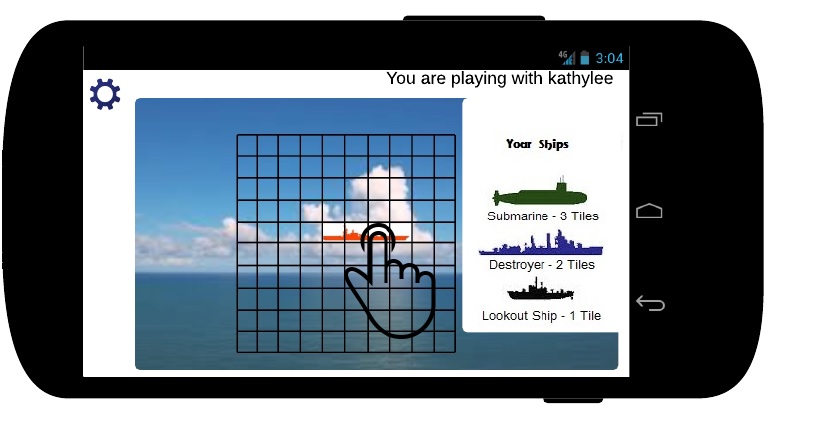 4G 3:04
You are playing with kathylee
Your Ships
Submarine - 3 Tiles
Destroyer - 2 Tiles
Lookout Ship - 1 Tile